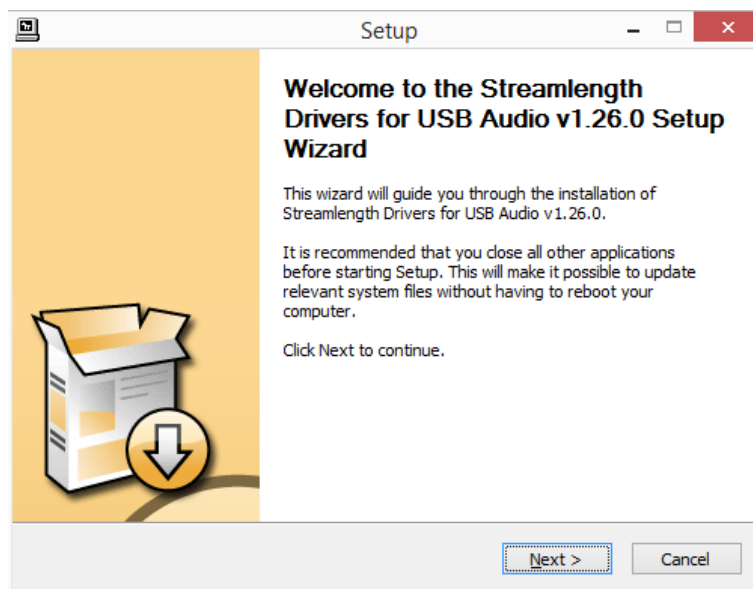 Setup
Welcome to the Streamlength
Drivers for USB Audio v1.26.0 Setup
Wizard
This wizard will guide you through the installation of
Streamlength Drivers for USB Audio v1.26.0.
It is recommended that you close all other applications
before starting Setup. This will make it possible to update
relevant system files without having to reboot your
computer.
Click Next to continue.
Next >
Cancel